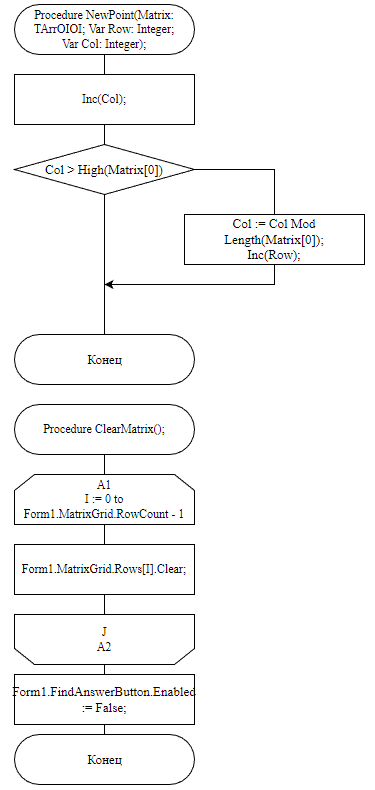 Procedure NewPoint(Matrix:
TArrOIOI; Var Row: Integer;
Var Col: Integer);
Inc(Col);
Col > High(Matrix[0])
Col := Col Mod
Length(Matrix[0]);
Inc(Row);
Конец
Procedure ClearMatrix();
A1
I := 0 to
Form1.MatrixGrid.RowCount - 1
Form1.MatrixGrid.Rows[I].Clear;
J
A2
Form1.FindAnswerButton.Enabled
:= False;
Конец